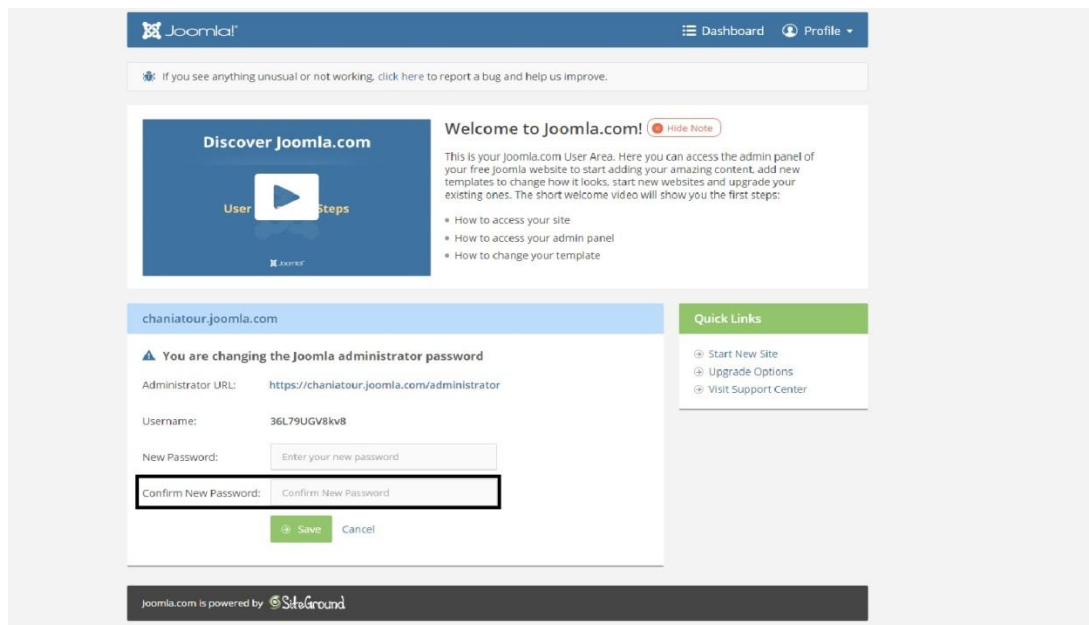 Joomla!
Dashboard
Profile
If you see anything unusual or not working, click here to report a bug and help us improve.
Discover Joomla.com
User
Steps
Joomla!
Welcome to Joomla.com!
Hide Note
This is your Joomla.com User Area. Here you can access the admin panel of
your free Joomla website to start adding your amazing content, add new
templates to change how it looks, start new websites and upgrade your
existing ones. The short welcome video will show you the first steps:
How to access your site
How to access your admin panel
How to change your template
chaniatour.joomla.com
You are changing the Joomla administrator password
Administrator URL: https://chaniatour.joomla.com/administrator
Username: 36L79UGV8kv8
New Password: Enter your new password
Confirm New Password: Confirm New Password
Save Cancel
Quick Links
Start New Site
Upgrade Options
Visit Support Center
Joomla.com is powered by SiteGround